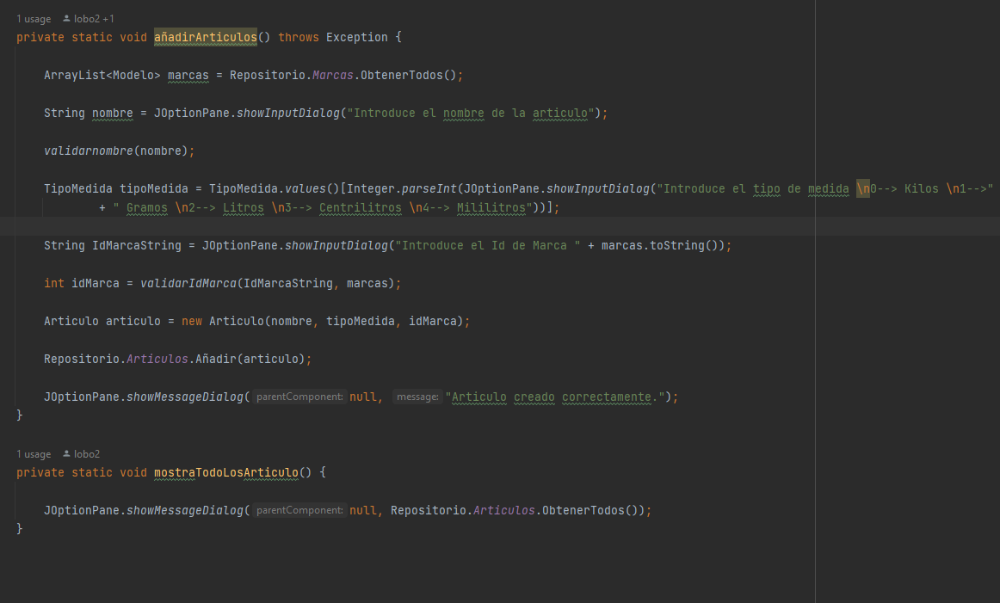 1 usage lobo2 +1
private static void añadirArticulos() throws Exception {
ArrayList<Modelo> marcas = Repositorio.Marcas.ObtenerTodos();
String nombre = JOptionPane.showInputDialog("Introduce el nombre de la articulo");
validarnombre(nombre);
TipoMedida tipoMedida = TipoMedida.values()[Integer.parseInt(JOptionPane.showInputDialog("Introduce el tipo de medida \n0--> Kilos \n1-->"
+ " Gramos \n2--> Litros \n3--> Centrilitros \n4--> Mililitros"))];
String IdMarcaString = JOptionPane.showInputDialog("Introduce el Id de Marca " + marcas.toString());
int idMarca = validarIdMarca(IdMarcaString, marcas);
Articulo articulo = new Articulo(nombre, tipoMedida, idMarca);
Repositorio.Articulos.Añadir(articulo);
JOptionPane.showMessageDialog( parentComponent: null, message: "Articulo creado correctamente.");
}
1 usage lobo2
private static void mostraTodoLosArticulo() {
JOptionPane.showMessageDialog( parentComponent: null, Repositorio.Articulos.ObtenerTodos());
}